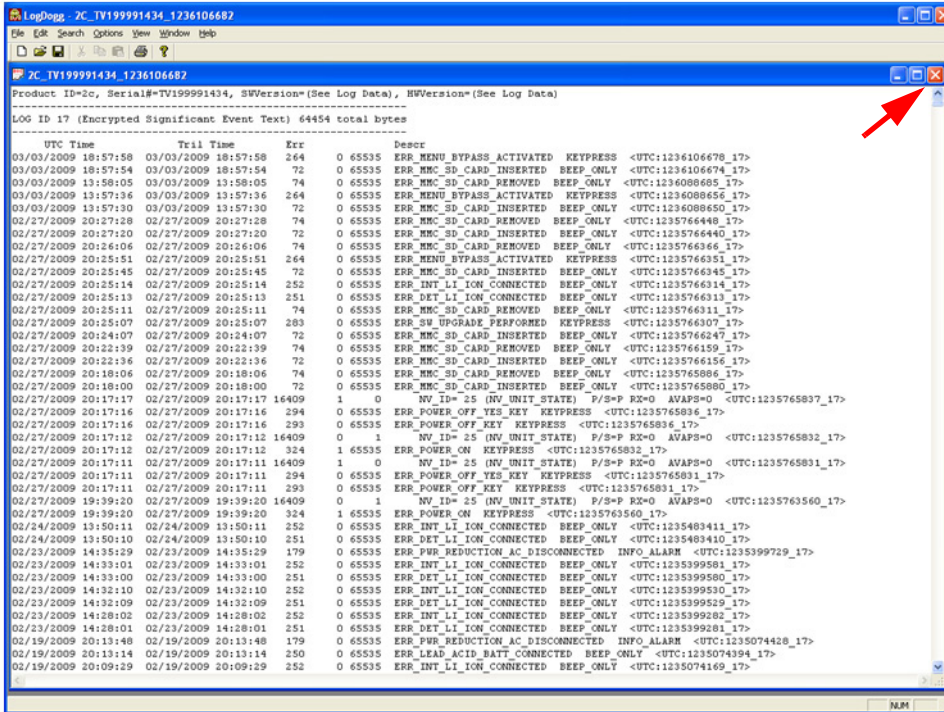 LogDogg - 2C_TV199991434_1236106682
File Edit Search Options View Window Help
2C_TV199991434_1236106682
Product ID=2c, Serial#=TV199991434, SWVersion=(See Log Data), HWVersion=(See Log Data)
----------------------------------------------------------
LOG ID 17 (Encrypted Significant Event Text) 64454 total bytes
----------------------------------------------------------
UTC Time Tril Time Err Descr
03/03/2009 18:57:58 03/03/2009 18:57:58 264 0 65535 ERR_MENU_BYPASS_ACTIVATED KEYPRESS <UTC:1236106678_17>
03/03/2009 18:57:54 03/03/2009 18:57:54 72 0 65535 ERR_MMC_SD_CARD_INSERTED BEEP_ONLY <UTC:1236106674_17>
03/03/2009 13:58:05 03/03/2009 13:58:05 74 0 65535 ERR_MMC_SD_CARD_REMOVED BEEP_ONLY <UTC:1236088685_17>
03/03/2009 13:57:36 03/03/2009 13:57:36 264 0 65535 ERR_MENU_BYPASS_ACTIVATED KEYPRESS <UTC:1236088656_17>
03/03/2009 13:57:30 03/03/2009 13:57:30 72 0 65535 ERR_MMC_SD_CARD_INSERTED BEEP_ONLY <UTC:1236088650_17>
02/27/2009 20:27:28 02/27/2009 20:27:28 74 0 65535 ERR_MMC_SD_CARD_REMOVED BEEP_ONLY <UTC:1235766448_17>
02/27/2009 20:27:20 02/27/2009 20:27:20 72 0 65535 ERR_MMC_SD_CARD_INSERTED BEEP_ONLY <UTC:1235766440_17>
02/27/2009 20:26:06 02/27/2009 20:26:06 74 0 65535 ERR_MMC_SD_CARD_REMOVED BEEP_ONLY <UTC:1235766366_17>
02/27/2009 20:25:51 02/27/2009 20:25:51 264 0 65535 ERR_MENU_BYPASS_ACTIVATED KEYPRESS <UTC:1235766351_17>
02/27/2009 20:25:45 02/27/2009 20:25:45 72 0 65535 ERR_MMC_SD_CARD_INSERTED BEEP_ONLY <UTC:1235766345_17>
02/27/2009 20:25:14 02/27/2009 20:25:14 252 0 65535 ERR_INT_LI_ION_CONNECTED BEEP_ONLY <UTC:1235766314_17>
02/27/2009 20:25:13 02/27/2009 20:25:13 251 0 65535 ERR_DET_LI_ION_CONNECTED BEEP_ONLY <UTC:1235766313_17>
02/27/2009 20:25:11 02/27/2009 20:25:11 74 0 65535 ERR_MMC_SD_CARD_REMOVED BEEP_ONLY <UTC:1235766311_17>
02/27/2009 20:25:07 02/27/2009 20:25:07 283 0 65535 ERR_SW_UPGRADE_PERFORMED KEYPRESS <UTC:1235766307_17>
02/27/2009 20:24:07 02/27/2009 20:24:07 72 0 65535 ERR_MMC_SD_CARD_INSERTED BEEP_ONLY <UTC:1235766247_17>
02/27/2009 20:22:39 02/27/2009 20:22:39 74 0 65535 ERR_MMC_SD_CARD_REMOVED BEEP_ONLY <UTC:1235766159_17>
02/27/2009 20:22:36 02/27/2009 20:22:36 72 0 65535 ERR_MMC_SD_CARD_INSERTED BEEP_ONLY <UTC:1235766156_17>
02/27/2009 20:18:06 02/27/2009 20:18:06 74 0 65535 ERR_MMC_SD_CARD_REMOVED BEEP_ONLY <UTC:1235765886_17>
02/27/2009 20:18:00 02/27/2009 20:18:00 72 0 65535 ERR_MMC_SD_CARD_INSERTED BEEP_ONLY <UTC:1235765880_17>
02/27/2009 20:17:17 02/27/2009 20:17:17 16409 1 0 NV_ID= 25 (NV_UNIT_STATE) P/S=P RX=0 AVAPS=0 <UTC:1235765837_17>
02/27/2009 20:17:16 02/27/2009 20:17:16 294 0 65535 ERR_POWER_OFF_YES_KEY KEYPRESS <UTC:1235765836_17>
02/27/2009 20:17:16 02/27/2009 20:17:16 293 0 65535 ERR_POWER_OFF_KEY KEYPRESS <UTC:1235765836_17>
02/27/2009 20:17:12 02/27/2009 20:17:12 16409 0 1 NV_ID= 25 (NV_UNIT_STATE) P/S=P RX=0 AVAPS=0 <UTC:1235765832_17>
02/27/2009 20:17:12 02/27/2009 20:17:12 324 1 65535 ERR_POWER_ON KEYPRESS <UTC:1235765832_17>
02/27/2009 20:17:11 02/27/2009 20:17:11 16409 1 0 NV_ID= 25 (NV_UNIT_STATE) P/S=P RX=0 AVAPS=0 <UTC:1235765831_17>
02/27/2009 20:17:11 02/27/2009 20:17:11 294 0 65535 ERR_POWER_OFF_YES_KEY KEYPRESS <UTC:1235765831_17>
02/27/2009 20:17:11 02/27/2009 20:17:11 293 0 65535 ERR_POWER_OFF_KEY KEYPRESS <UTC:1235765831_17>
02/27/2009 19:39:20 02/27/2009 19:39:20 16409 0 1 NV_ID= 25 (NV_UNIT_STATE) P/S=P RX=0 AVAPS=0 <UTC:1235763560_17>
02/27/2009 19:39:20 02/27/2009 19:39:20 324 1 65535 ERR_POWER_ON KEYPRESS <UTC:1235763560_17>
02/24/2009 13:50:11 02/24/2009 13:50:11 252 0 65535 ERR_INT_LI_ION_CONNECTED BEEP_ONLY <UTC:1235483411_17>
02/24/2009 13:50:10 02/24/2009 13:50:10 251 0 65535 ERR_DET_LI_ION_CONNECTED BEEP_ONLY <UTC:1235483410_17>
02/23/2009 14:35:29 02/23/2009 14:35:29 179 0 65535 ERR_PWR_REDUCTION_AC_DISCONNECTED INFO_ALARM <UTC:1235399729_17>
02/23/2009 14:33:01 02/23/2009 14:33:01 252 0 65535 ERR_INT_LI_ION_CONNECTED BEEP_ONLY <UTC:1235399581_17>
02/23/2009 14:33:00 02/23/2009 14:33:00 251 0 65535 ERR_DET_LI_ION_CONNECTED BEEP_ONLY <UTC:1235399580_17>
02/23/2009 14:32:10 02/23/2009 14:32:10 252 0 65535 ERR_INT_LI_ION_CONNECTED BEEP_ONLY <UTC:1235399530_17>
02/23/2009 14:32:09 02/23/2009 14:32:09 251 0 65535 ERR_DET_LI_ION_CONNECTED BEEP_ONLY <UTC:1235399529_17>
02/23/2009 14:28:02 02/23/2009 14:28:02 252 0 65535 ERR_INT_LI_ION_CONNECTED BEEP_ONLY <UTC:1235399282_17>
02/23/2009 14:28:01 02/23/2009 14:28:01 251 0 65535 ERR_DET_LI_ION_CONNECTED BEEP_ONLY <UTC:1235399281_17>
02/19/2009 20:13:48 02/19/2009 20:13:48 179 0 65535 ERR_PWR_REDUCTION_AC_DISCONNECTED INFO_ALARM <UTC:1235074428_17>
02/19/2009 20:13:14 02/19/2009 20:13:14 250 0 65535 ERR_LEAD_ACID_BATT_CONNECTED BEEP_ONLY <UTC:1235074394_17>
02/19/2009 20:09:29 02/19/2009 20:09:29 252 0 65535 ERR_INT_LI_ION_CONNECTED BEEP_ONLY <UTC:1235074169_17>
NUM